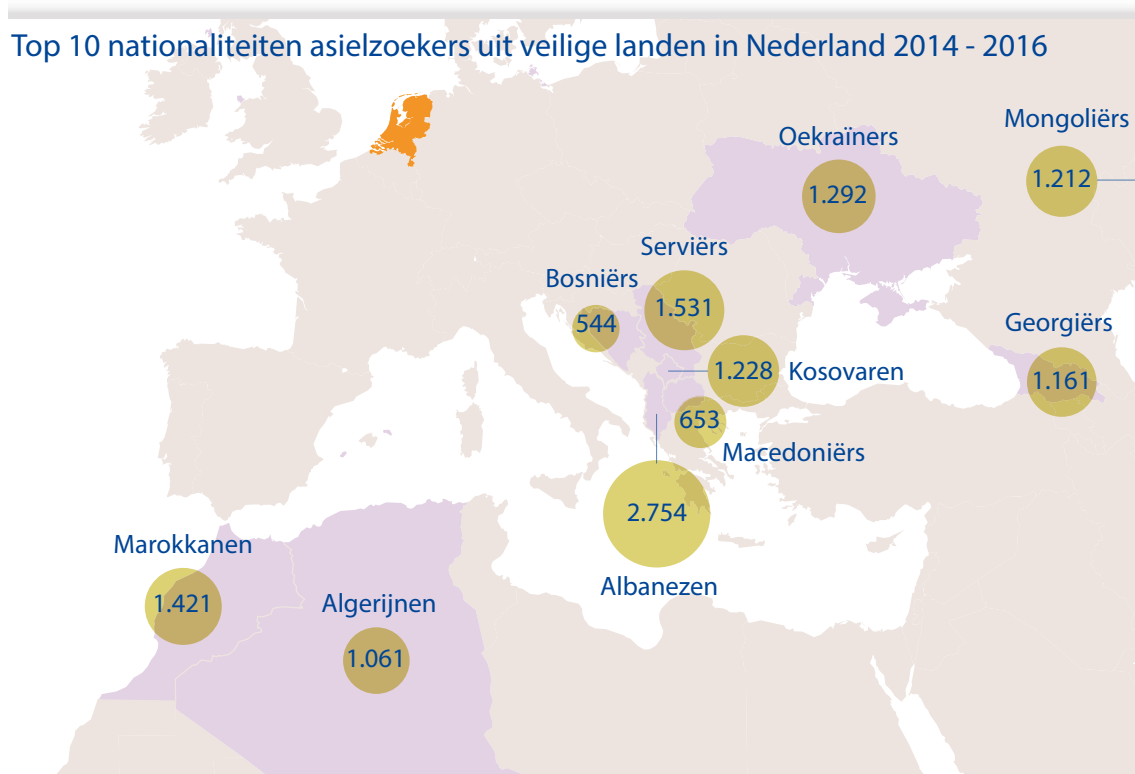 Top 10 nationaliteiten asielzoekers uit veilige landen in Nederland 2014 - 2016
Mongoliërs
1.212
Oekraïners
1.292
Serviërs
1.531
Bosniërs
544
Georgiërs
1.161
1.228 Kosovaren
653
Macedoniërs
2.754
Albanezen
Marokkanen
1.421
Algerijnen
1.061